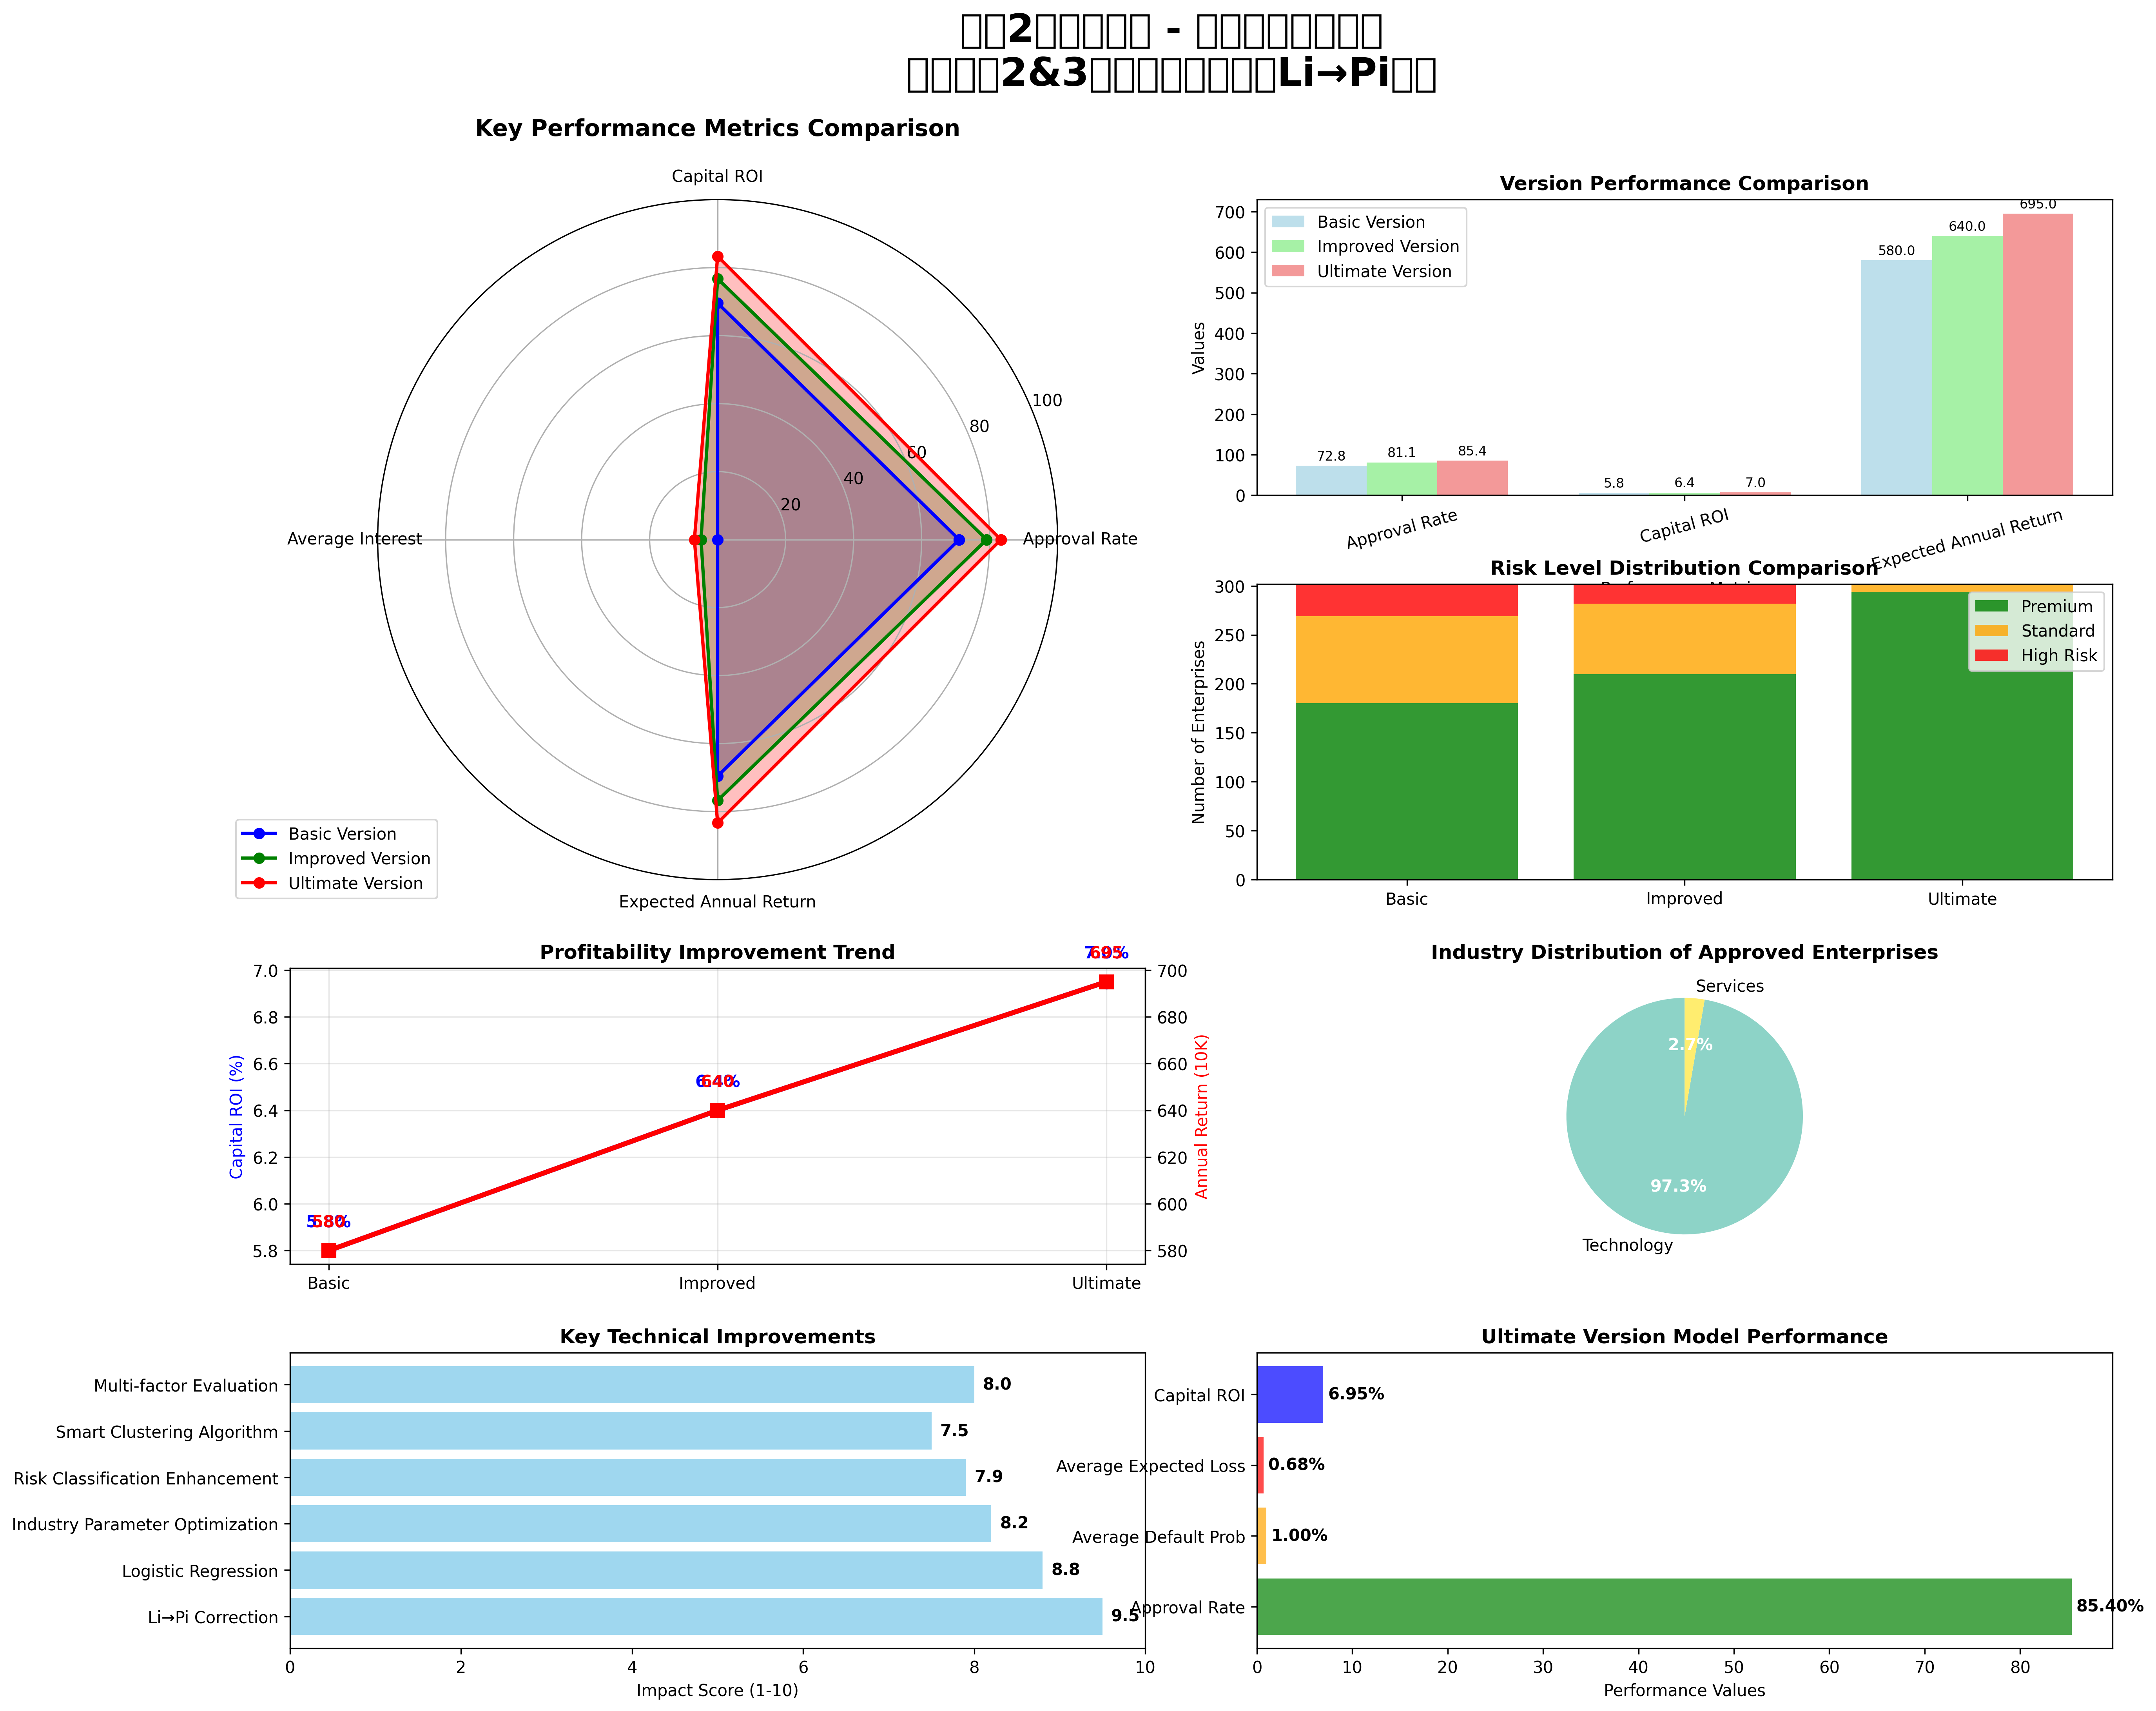 2 -
2&3 Li→Pi
Key Performance Metrics Comparison
Capital ROI
Average Interest
Approval Rate
Expected Annual Return
20
40
60
80
100
Basic Version
Improved Version
Ultimate Version
Version Performance Comparison
Values
700
600
500
400
300
200
100
0
Basic Version
Improved Version
Ultimate Version
72.8
81.1
85.4
5.8
6.4
7.0
580.0
640.0
695.0
Approval Rate
Capital ROI
Expected Annual Return
Risk Level Distribution Comparison
Number of Enterprises
300
250
200
150
100
50
0
Premium
Standard
High Risk
Basic
Improved
Ultimate
Profitability Improvement Trend
Capital ROI (%)
7.0
6.8
6.6
6.4
6.2
6.0
5.8
580
640
695
700
680
660
640
620
600
580
Annual Return (10K)
Basic
Improved
Ultimate
Industry Distribution of Approved Enterprises
Services
2.7%
97.3%
Technology
Key Technical Improvements
Multi-factor Evaluation
8.0
Smart Clustering Algorithm
7.5
Risk Classification Enhancement
7.9
Industry Parameter Optimization
8.2
Logistic Regression
8.8
Li→Pi Correction
9.5
0
2
4
6
8
10
Impact Score (1-10)
Ultimate Version Model Performance
Capital ROI
6.95%
Average Expected Loss
0.68%
Average Default Prob
1.00%
Approval Rate
85.40%
0
10
20
30
40
50
60
70
80
Performance Values